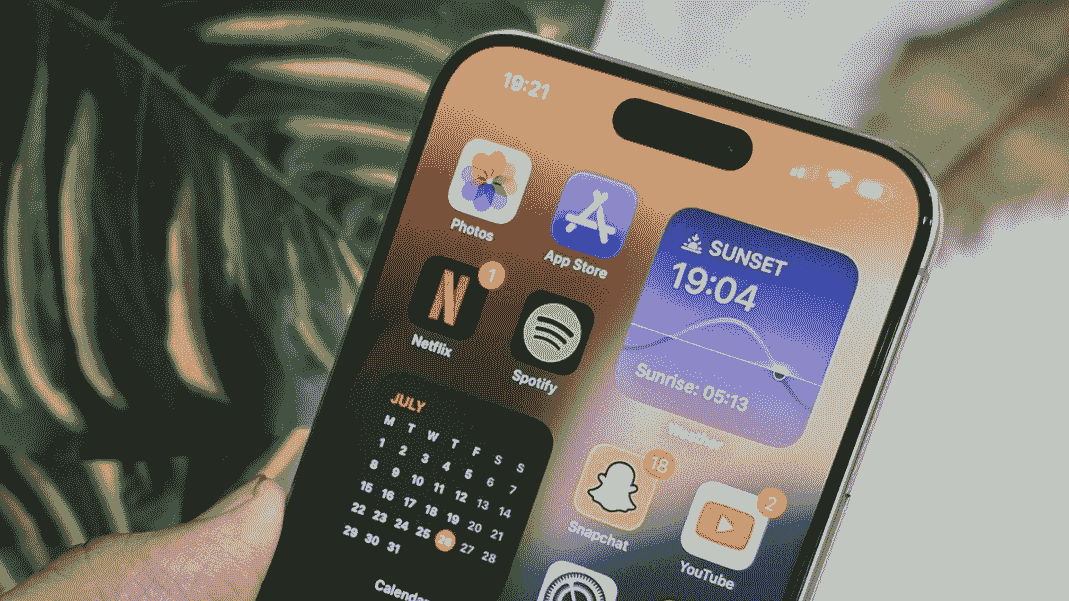 19:21
Photos
App Store
SUNSET
19:04
Sunrise: 05:13
Weather
N
1
Netflix
Spotify
JULY
M T W T F S S
1 2 3 4 5 6 7
8 9 10 11 12 13 14
15 16 17 18 19 20 21
22 23 24 25 26 27 28
29 30 31
Calendar
18
Snapchat
2
YouTube